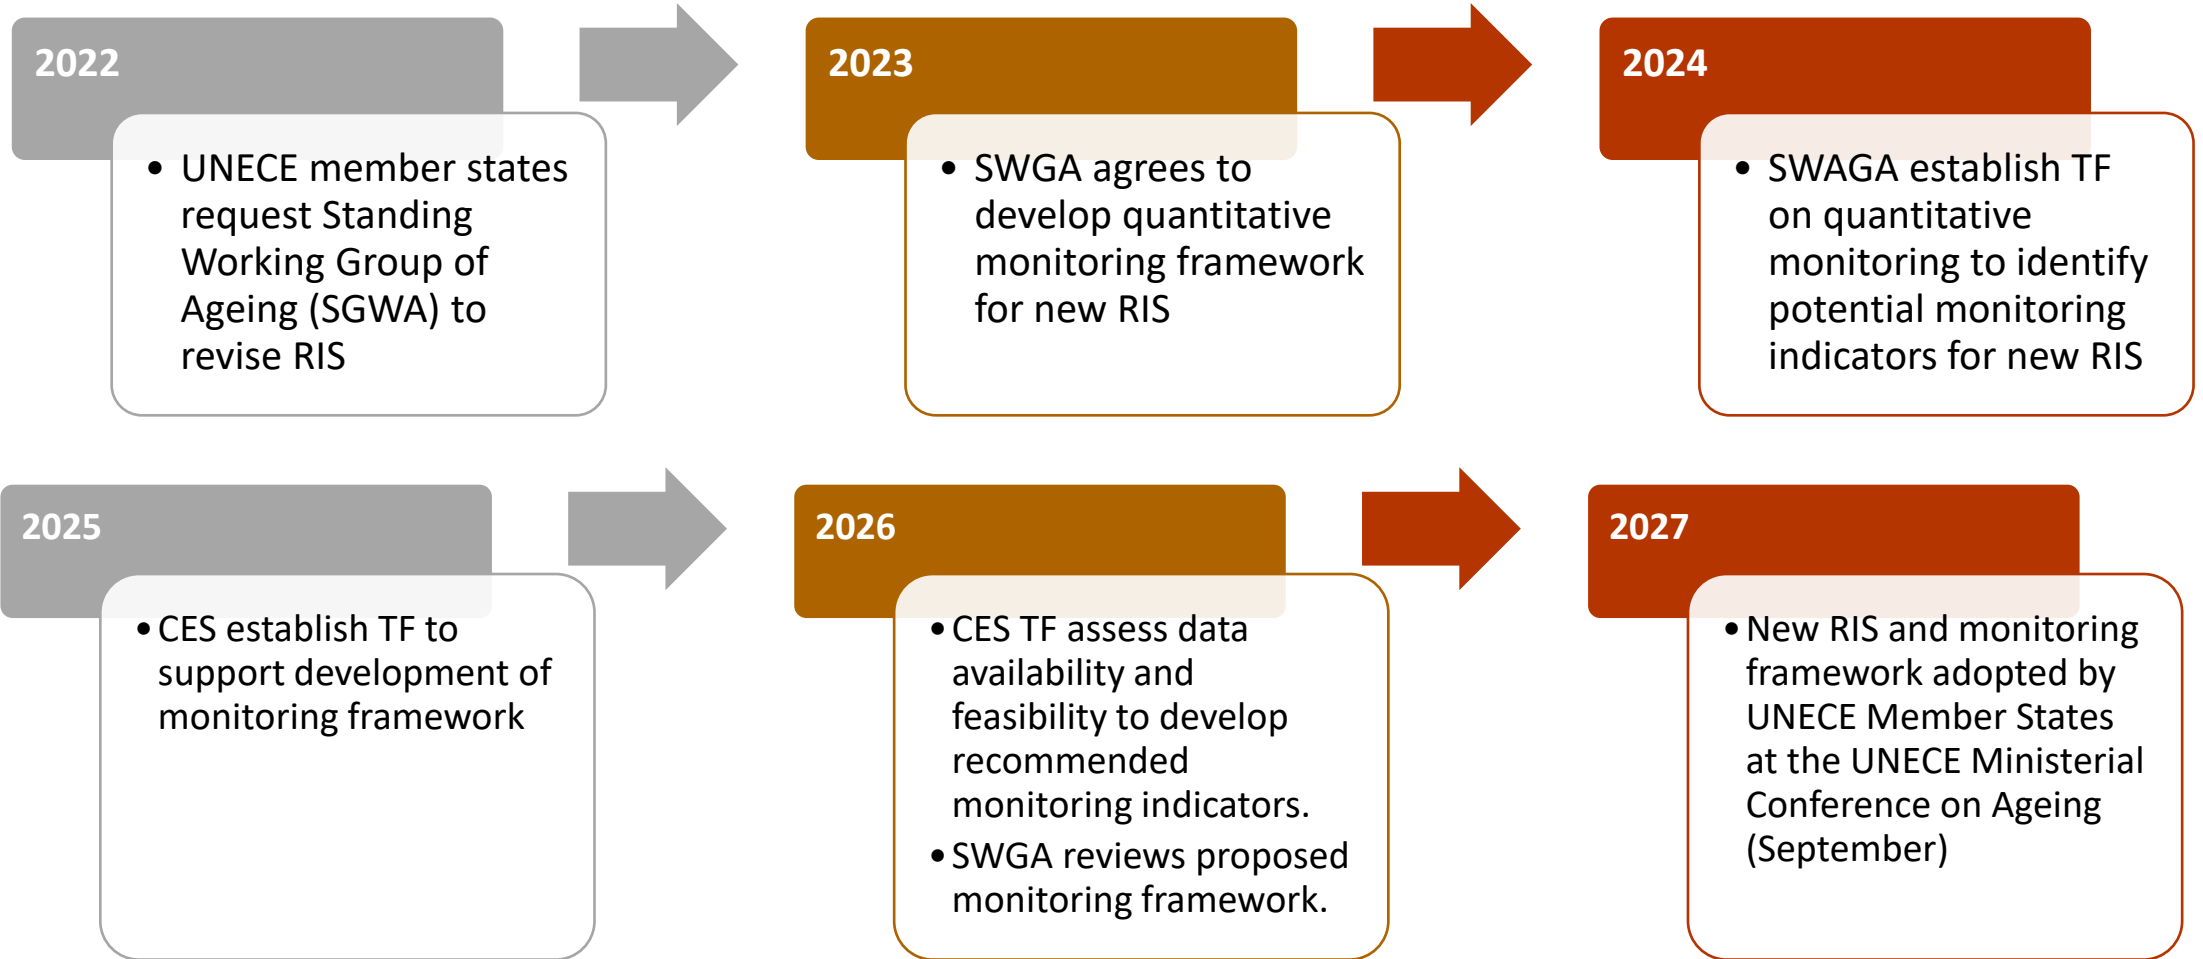 2022
• UNECE member states
request Standing
Working Group of
Ageing (SGWA) to
revise RIS
2023
• SWGA agrees to
develop quantitative
monitoring framework
for new RIS
2024
• SWAGA establish TF
on quantitative
monitoring to identify
potential monitoring
indicators for new RIS
2025
• CES establish TF to
support development of
monitoring framework
2026
• CES TF assess data
availability and
feasibility to develop
recommended
monitoring indicators.
• SWGA reviews proposed
monitoring framework.
2027
• New RIS and monitoring
framework adopted by
UNECE Member States
at the UNECE Ministerial
Conference on Ageing
(September)